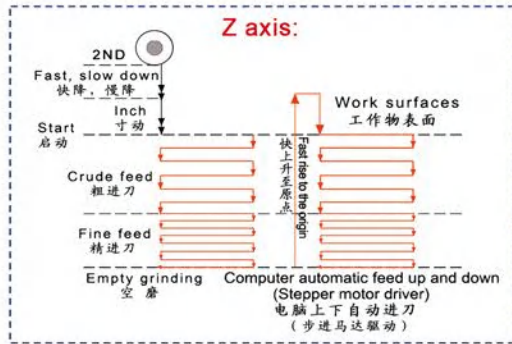 Z axis:
2ND
Fast, slow down
快降，慢降
Inch
寸动
Start
启动
Crude feed
粗进刀
Fine feed
精进刀
Empty grinding
空磨
Fast rise to the origin
快上升至原点
Work surfaces
工作物表面
Computer automatic feed up and down
(Stepper motor driver)
电脑上下自动进刀
(步进马达驱动)